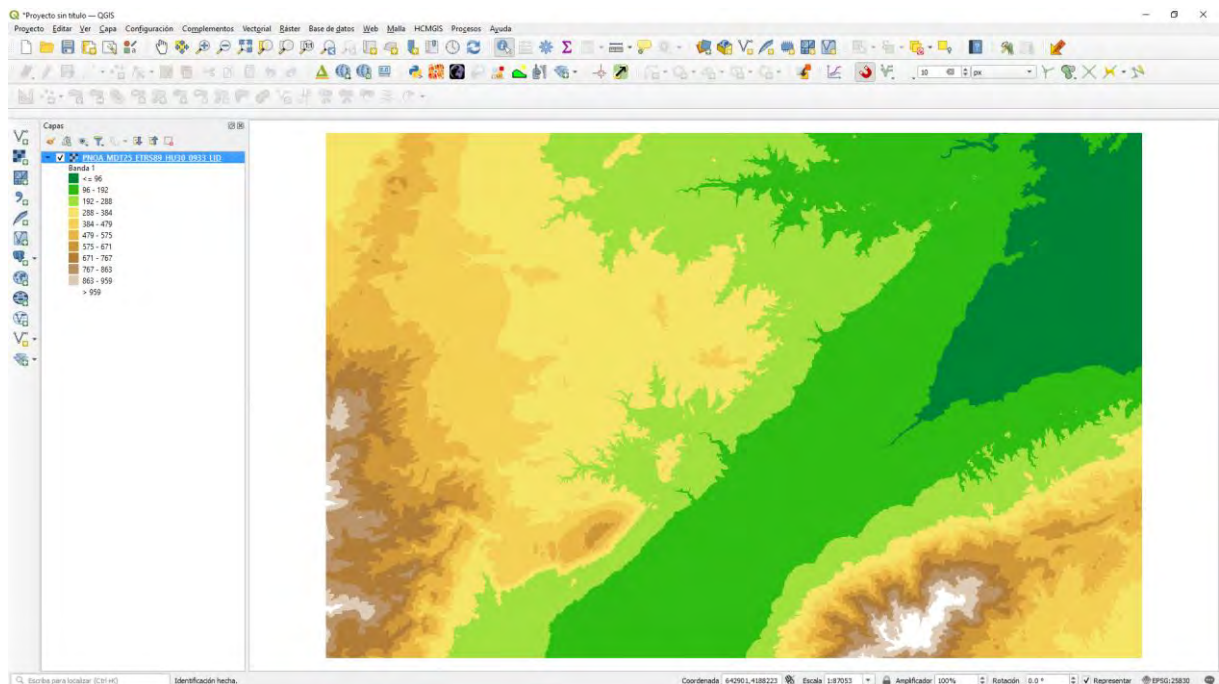 *Proyecto sin título — QGIS
Proyecto Editar Ver Capa Configuración Complementos Vectorial Ráster Base de datos Web Malla HCMGIS Procesos Ayuda
10 px
Capas
PNOA_MDT25_ETRS89_HU30_0933_LID
Banda 1
<= 96
96 - 192
192 - 288
288 - 384
384 - 479
479 - 575
575 - 671
671 - 767
767 - 863
863 - 959
> 959
Escriba para localizar (Ctrl+K) Identificación hecha. Coordenada 642901,4188223 Escala 1:87053 Amplificador 100% Rotación 0.0 ° Representar EPSG:25830